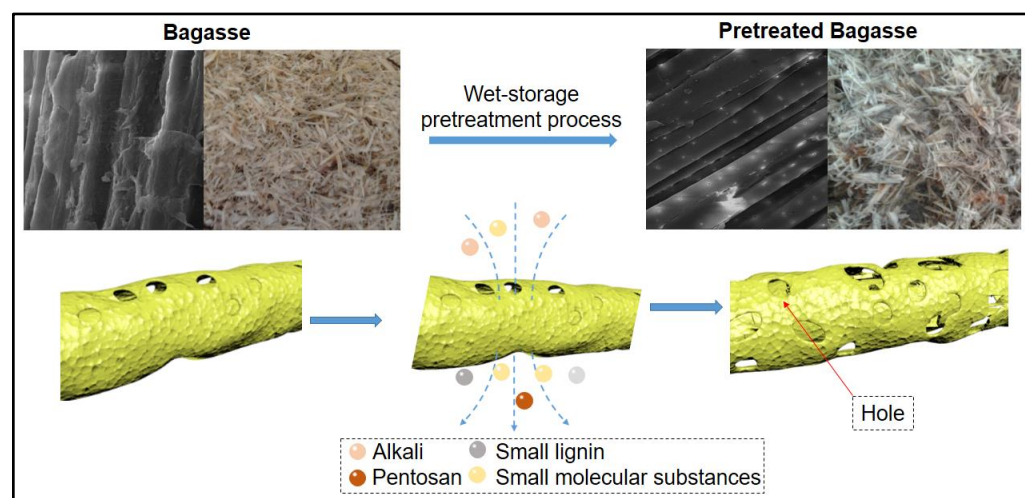 Bagasse
Pretreated Bagasse
Wet-storage
pretreatment process
Hole
Alkali
Small lignin
Pentosan
Small molecular substances